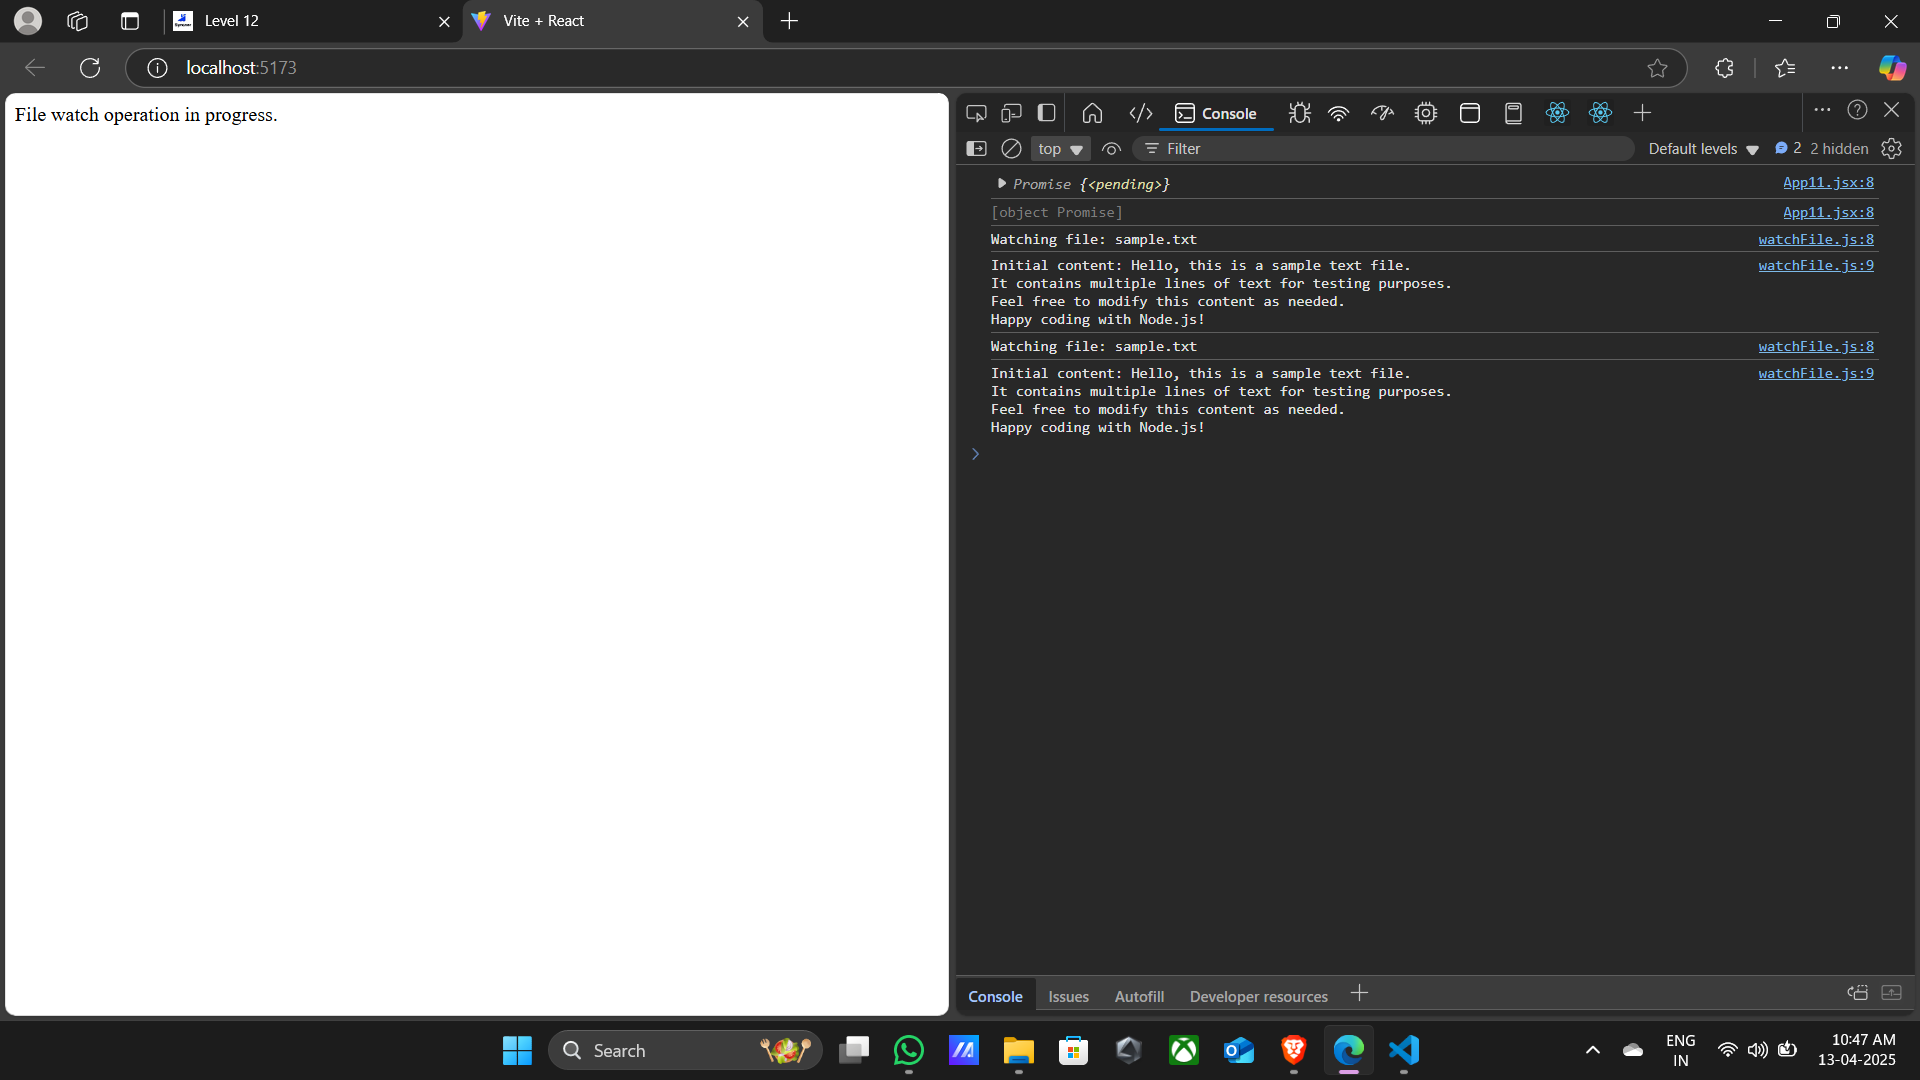 Level 12
Vite + React
localhost:5173
File watch operation in progress.
Console
top
Filter
Default levels
2
2 hidden
Promise {<pending>}
App11.jsx:8
[object Promise]
App11.jsx:8
Watching file: sample.txt
watchFile.js:8
Initial content: Hello, this is a sample text file.
watchFile.js:9
It contains multiple lines of text for testing purposes.
Feel free to modify this content as needed.
Happy coding with Node.js!
Watching file: sample.txt
watchFile.js:8
Initial content: Hello, this is a sample text file.
watchFile.js:9
It contains multiple lines of text for testing purposes.
Feel free to modify this content as needed.
Happy coding with Node.js!
Console
Issues
Autofill
Developer resources
Search
ENG
IN
10:47 AM
13-04-2025